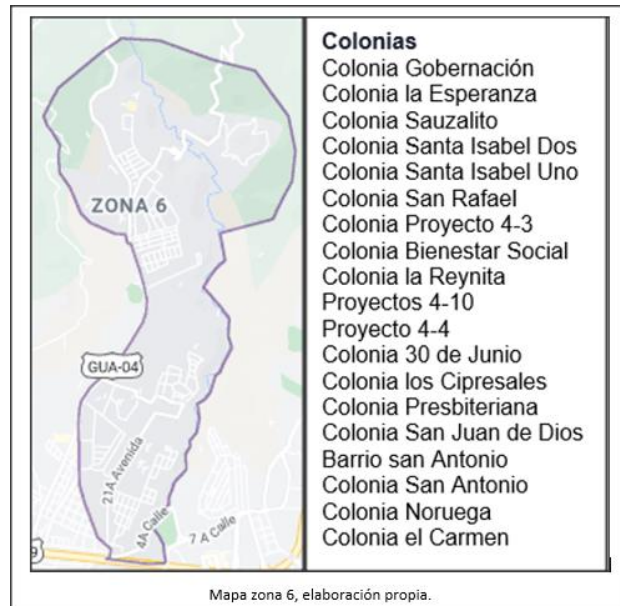 ZONA 6
GUA-04
21A Avenida
4A Calle
7 A Calle
9
Colonias
Colonia Gobernación
Colonia la Esperanza
Colonia Sauzalito
Colonia Santa Isabel Dos
Colonia Santa Isabel Uno
Colonia San Rafael
Colonia Proyecto 4-3
Colonia Bienestar Social
Colonia la Reynita
Proyectos 4-10
Proyecto 4-4
Colonia 30 de Junio
Colonia los Cipresales
Colonia Presbiteriana
Colonia San Juan de Dios
Barrio san Antonio
Colonia San Antonio
Colonia Noruega
Colonia el Carmen
Mapa zona 6, elaboración propia.